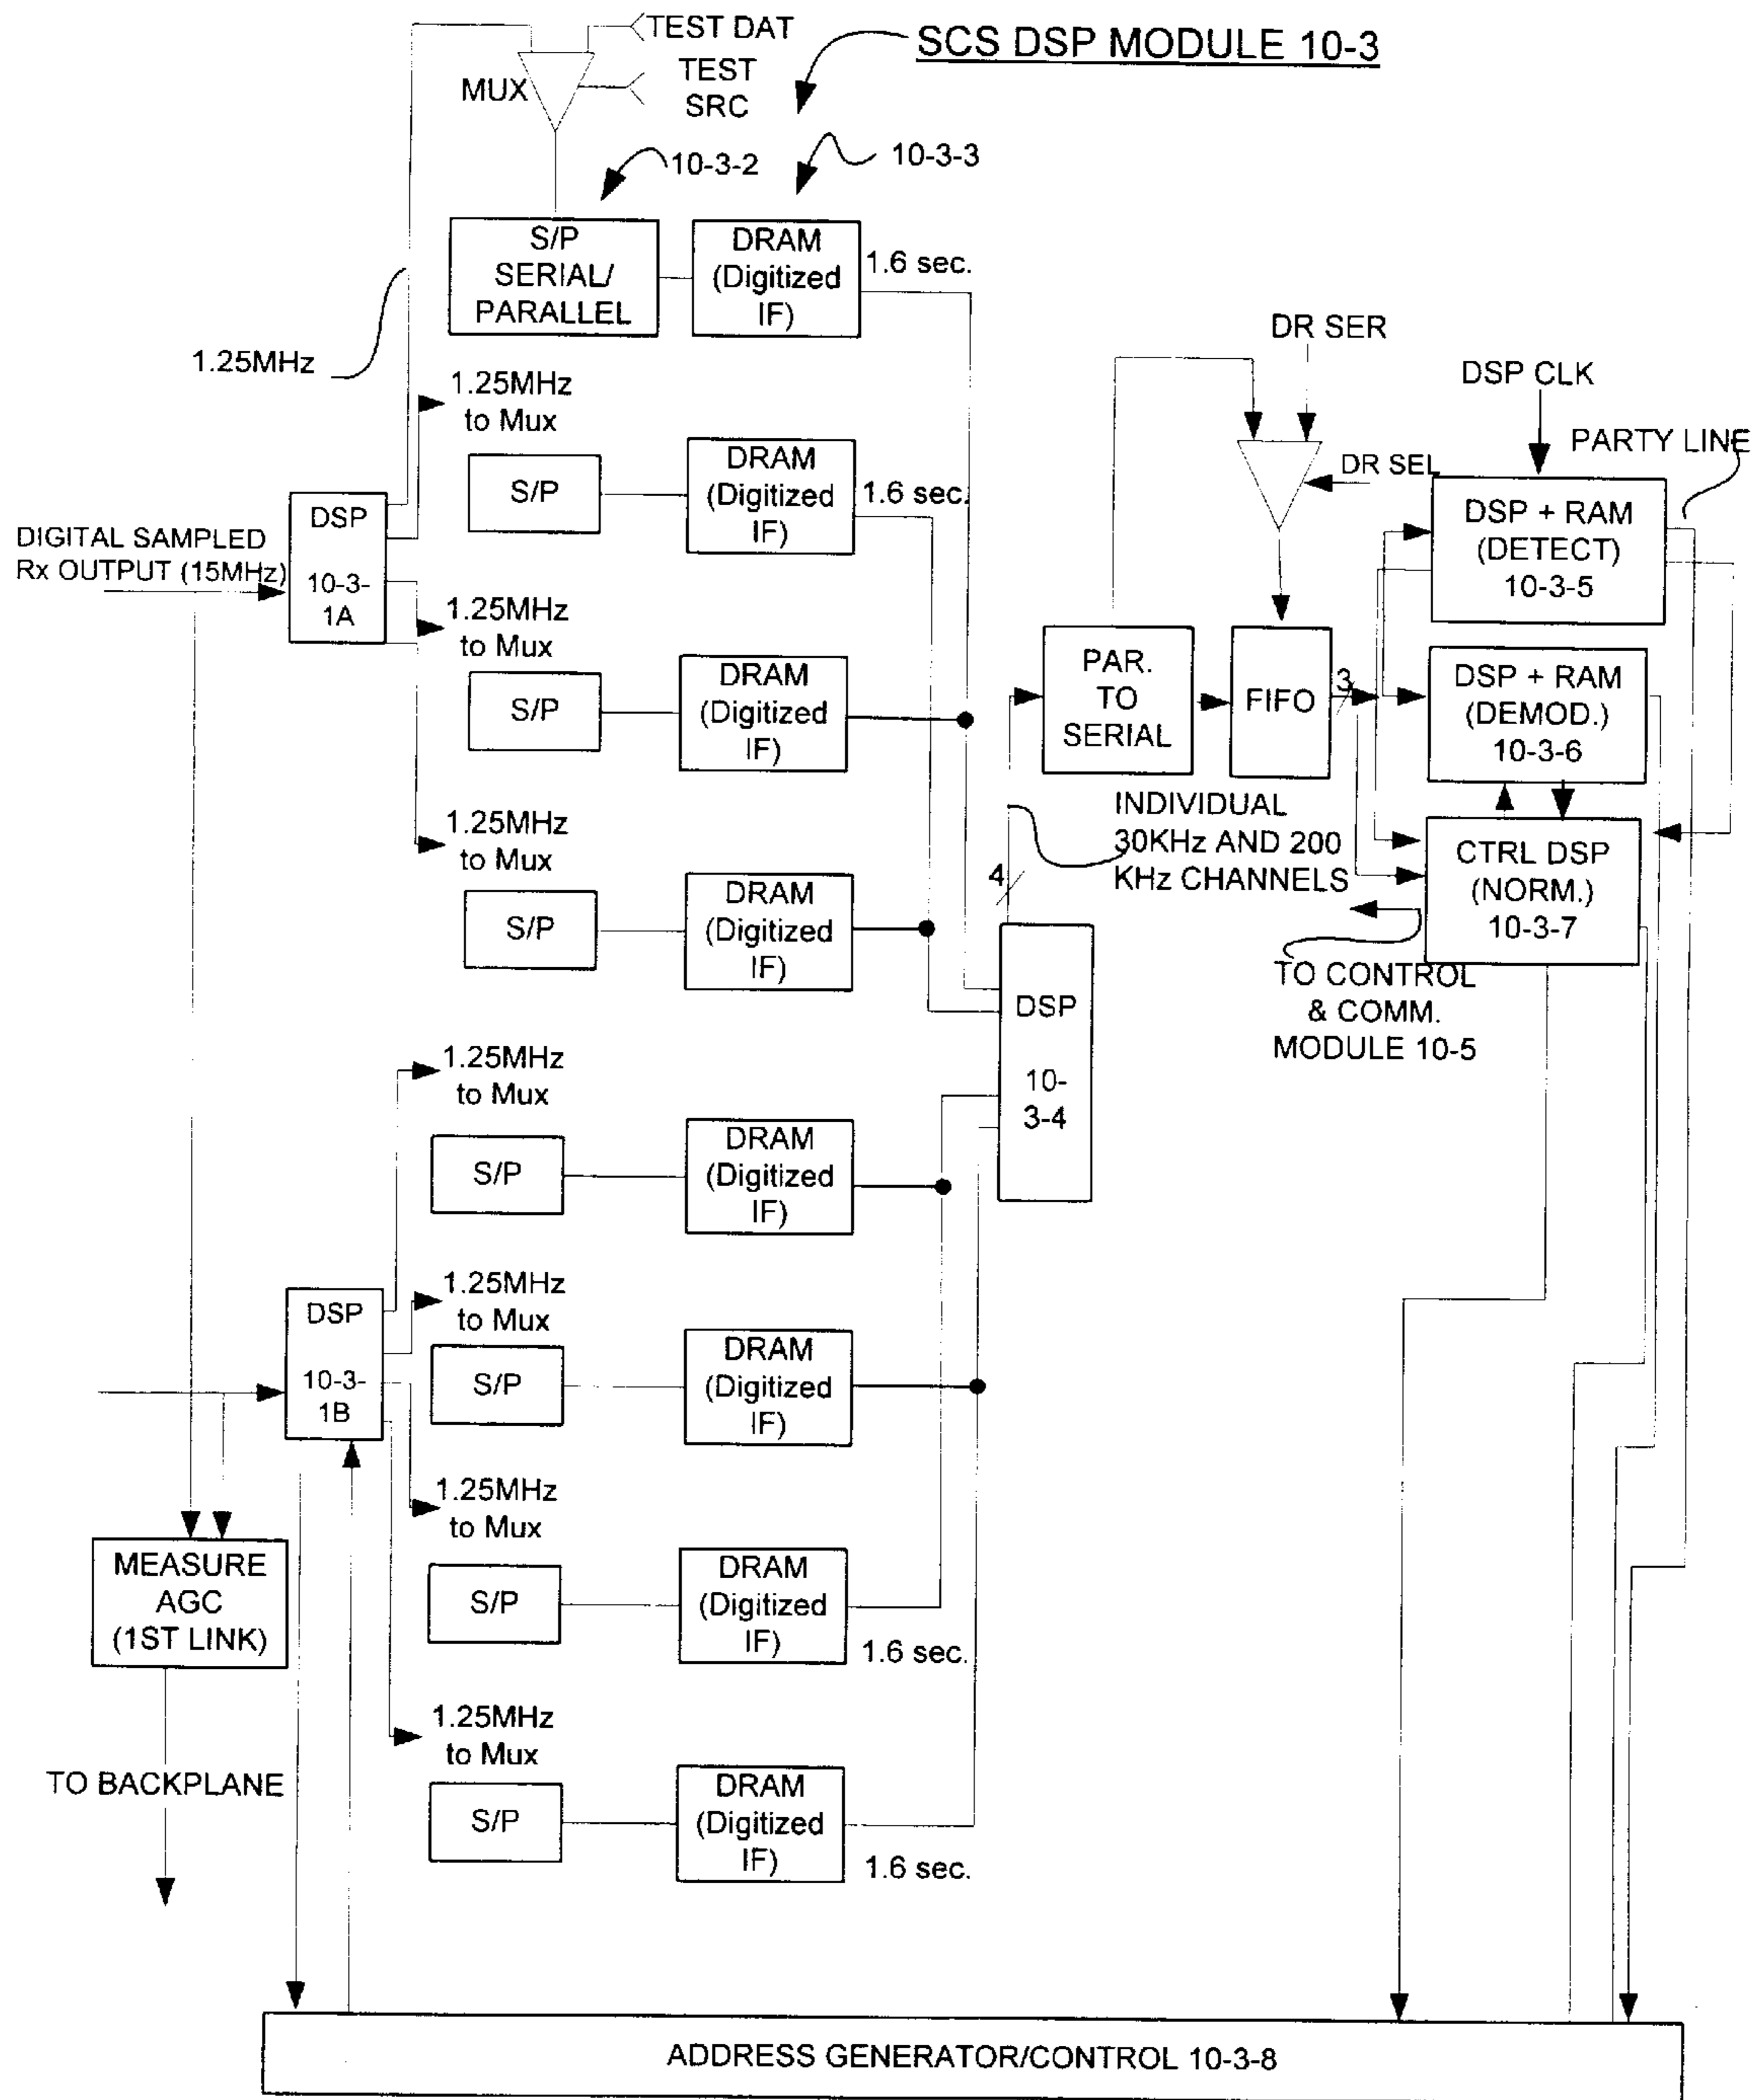 TEST DAT
SCS DSP MODULE 10-3
MUX
TEST
SRC
10-3-2
10-3-3
S/P
SERIAL/
PARALLEL
DRAM
(Digitized
IF)
1.6 sec.
1.25MHz
1.25MHz
to Mux
S/P
DRAM
(Digitized
IF)
1.6 sec.
DIGITAL SAMPLED
Rx OUTPUT (15MHz)
DSP
10-3-
1A
1.25MHz
to Mux
S/P
DRAM
(Digitized
IF)
1.25MHz
to Mux
S/P
DRAM
(Digitized
IF)
DR SER
DR SEL
DSP CLK
PARTY LINE
DSP + RAM
(DETECT)
10-3-5
PAR.
TO
SERIAL
FIFO
3
DSP + RAM
(DEMOD.)
10-3-6
INDIVIDUAL
30KHz AND 200
KHz CHANNELS
4
CTRL DSP
(NORM.)
10-3-7
TO CONTROL
& COMM.
MODULE 10-5
DSP
10-
3-4
1.25MHz
to Mux
S/P
DRAM
(Digitized
IF)
DSP
10-3-
1B
1.25MHz
to Mux
S/P
DRAM
(Digitized
IF)
1.25MHz
to Mux
S/P
DRAM
(Digitized
IF)
1.6 sec.
MEASURE
AGC
(1ST LINK)
1.25MHz
to Mux
S/P
DRAM
(Digitized
IF)
1.6 sec.
TO BACKPLANE
ADDRESS GENERATOR/CONTROL 10-3-8